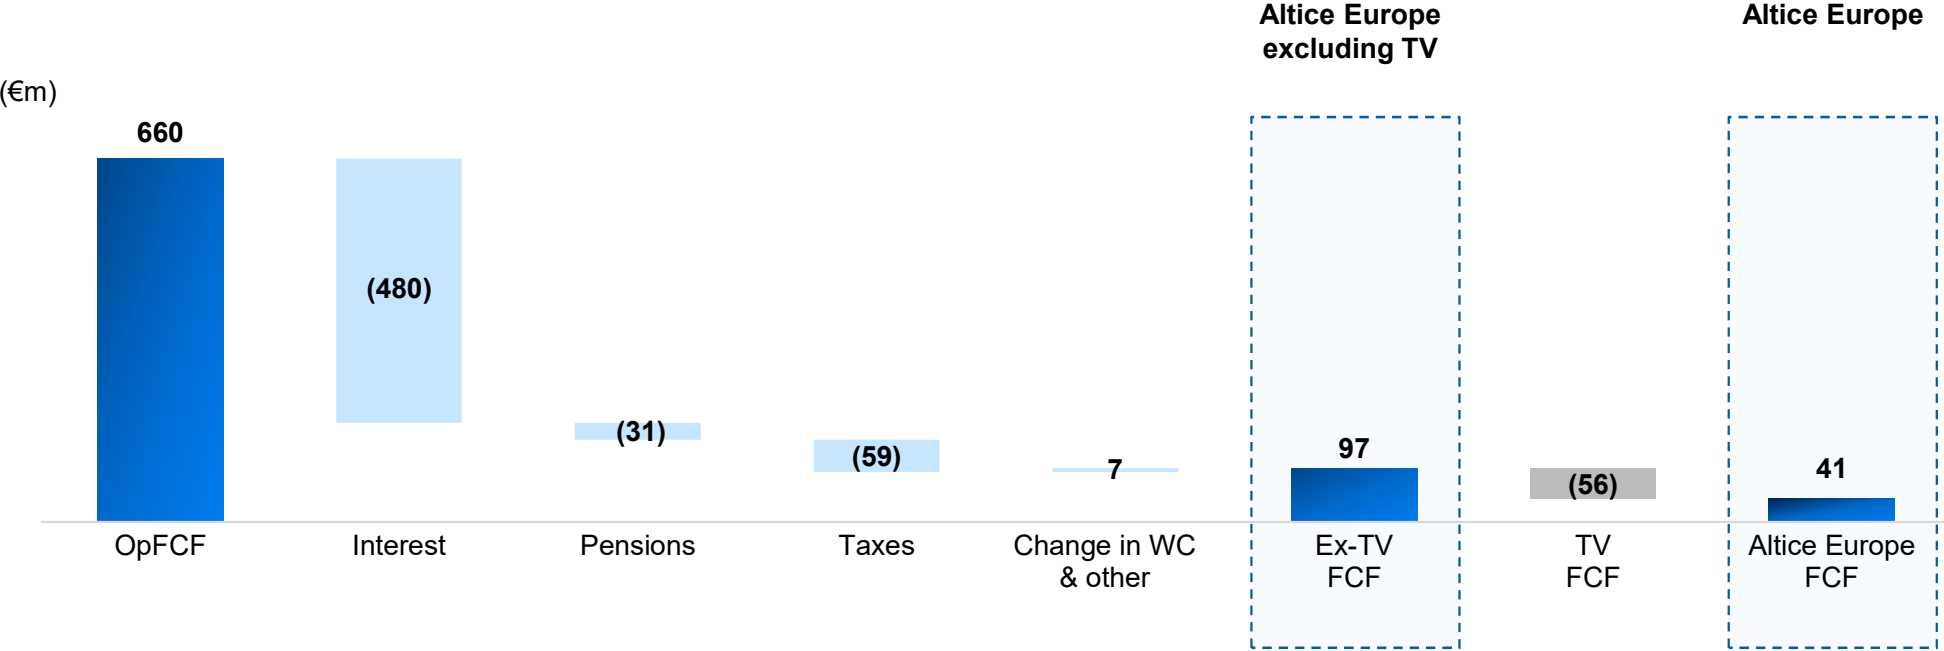 Altice Europe
excluding TV
Altice Europe
(€m)
660
(480)
(31)
(59)
7
97
(56)
41
OpFCF
Interest
Pensions
Taxes
Change in WC
& other
Ex-TV
FCF
TV
FCF
Altice Europe
FCF